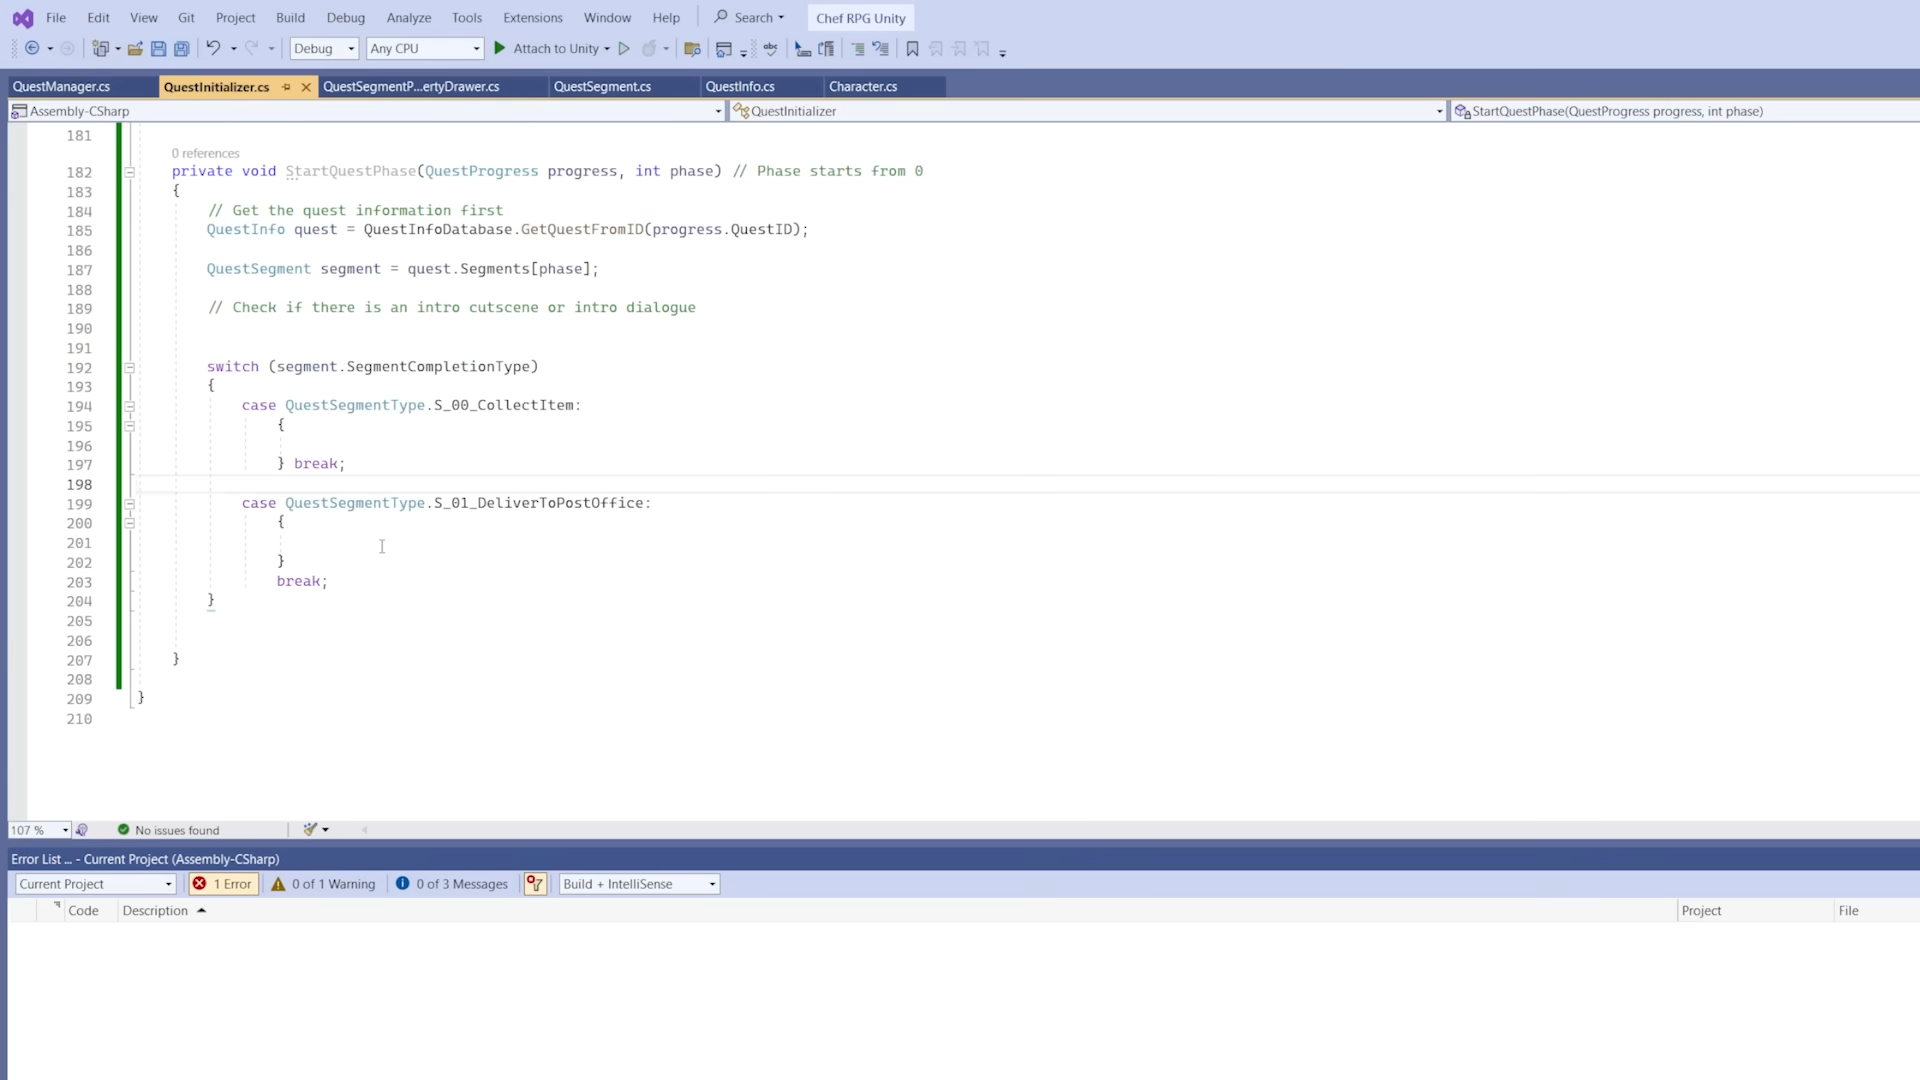 File Edit View Git Project Build Debug Analyze Tools Extensions Window Help Search Chef RPG Unity
Debug Any CPU Attach to Unity
QuestManager.cs QuestInitializer.cs QuestSegmentP...ertyDrawer.cs QuestSegment.cs QuestInfo.cs Character.cs
Assembly-CSharp QuestInitializer StartQuestPhase(QuestProgress progress, int phase)
181
0 references
182 private void StartQuestPhase(QuestProgress progress, int phase) // Phase starts from 0
183 {
184 // Get the quest information first
185 QuestInfo quest = QuestInfoDatabase.GetQuestFromID(progress.QuestID);
186
187 QuestSegment segment = quest.Segments[phase];
188
189 // Check if there is an intro cutscene or intro dialogue
190
191
192 switch (segment.SegmentCompletionType)
193 {
194 case QuestSegmentType.S_00_CollectItem:
195 {
196
197 } break;
198
199 case QuestSegmentType.S_01_DeliverToPostOffice:
200 {
201
202 }
203 break;
204 }
205
206
207 }
208
209 }
210
107 % No issues found
Error List ... - Current Project (Assembly-CSharp)
Current Project 1 Error 0 of 1 Warning 0 of 3 Messages Build + IntelliSense
Code Description Project File